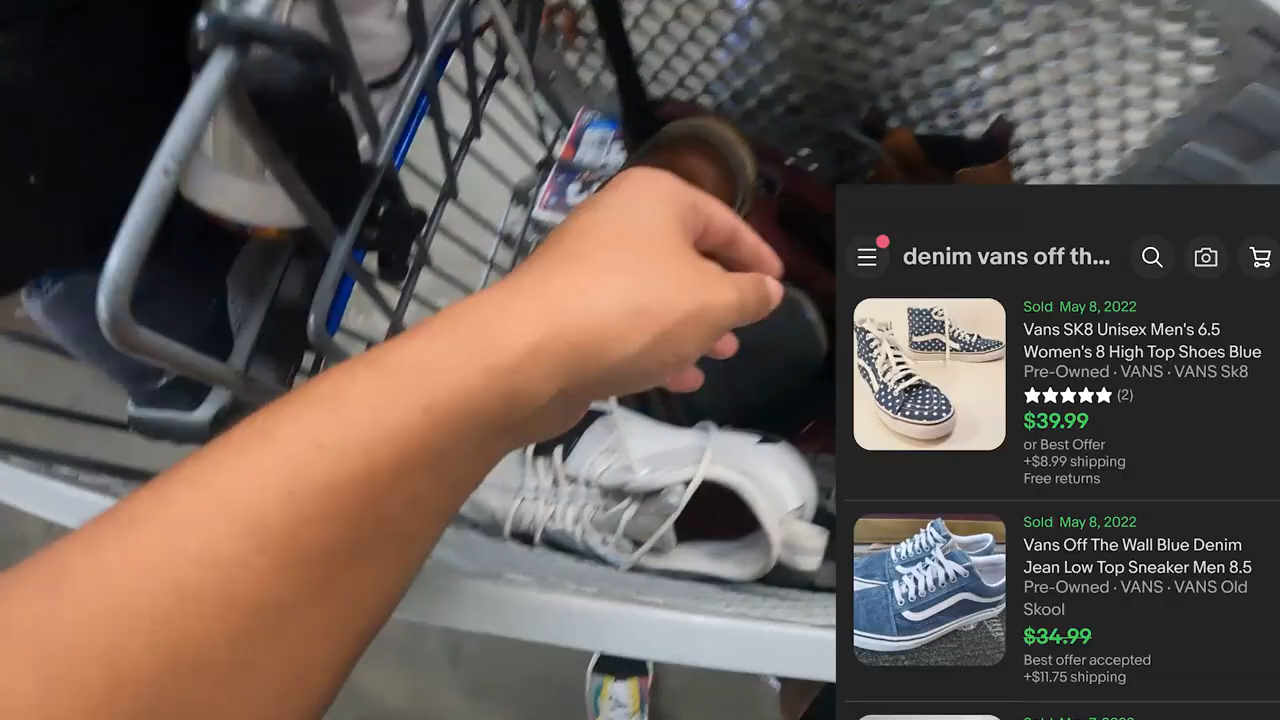 denim vans off th...
Sold May 8, 2022
Vans SK8 Unisex Men's 6.5
Women's 8 High Top Shoes Blue
Pre-Owned · VANS · VANS Sk8
(2)
$39.99
or Best Offer
+$8.99 shipping
Free returns
Sold May 8, 2022
Vans Off The Wall Blue Denim
Jean Low Top Sneaker Men 8.5
Pre-Owned · VANS · VANS Old
Skool
$34.99
Best offer accepted
+$11.75 shipping